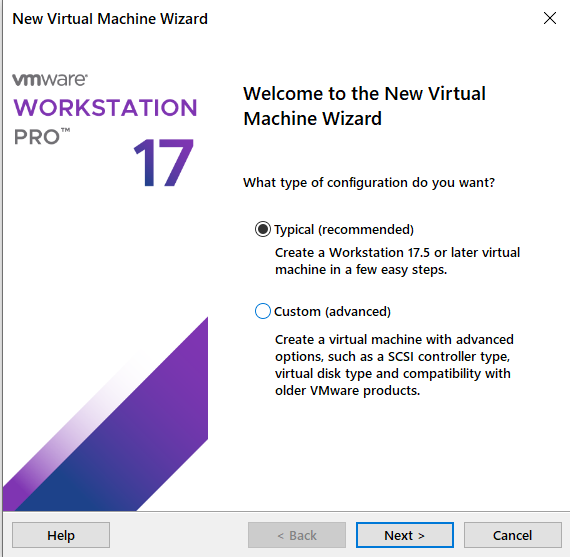 New Virtual Machine Wizard
vmware®
WORKSTATION
PRO™
17
Welcome to the New Virtual
Machine Wizard
What type of configuration do you want?
Typical (recommended)
Create a Workstation 17.5 or later virtual
machine in a few easy steps.
Custom (advanced)
Create a virtual machine with advanced
options, such as a SCSI controller type,
virtual disk type and compatibility with
older VMware products.
Help
< Back
Next >
Cancel